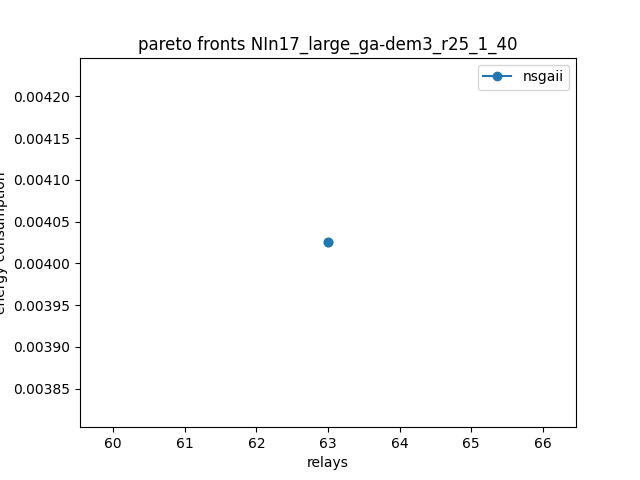 pareto fronts NIn17_large_ga-dem3_r25_1_40
nsgaii
0.00420
0.00415
0.00410
0.00405
0.00400
0.00395
0.00390
0.00385
energy consumption
60 61 62 63 64 65 66
relays